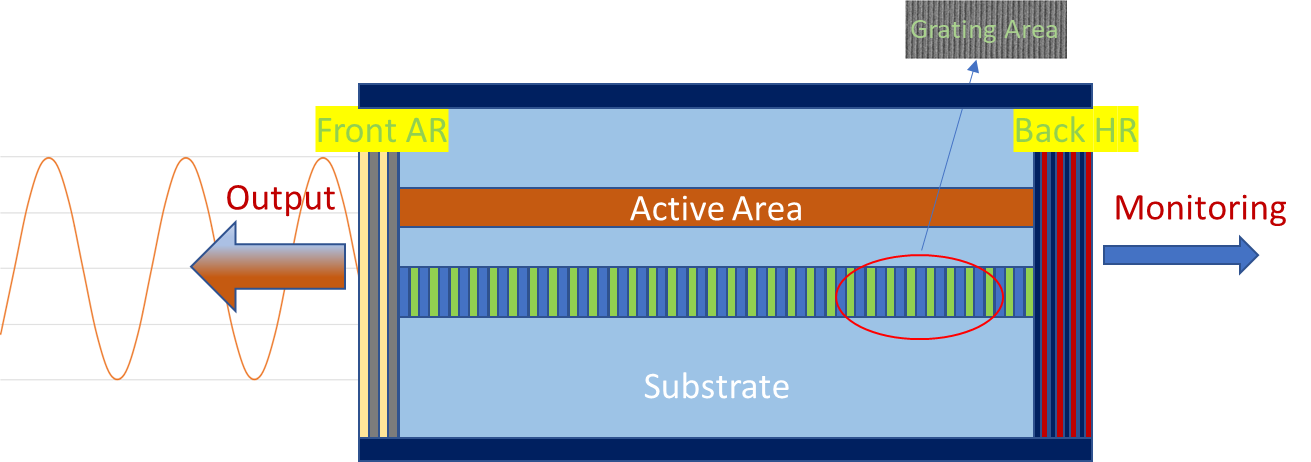 Grating Area
Front AR
Back HR
Output
Active Area
Monitoring
Substrate